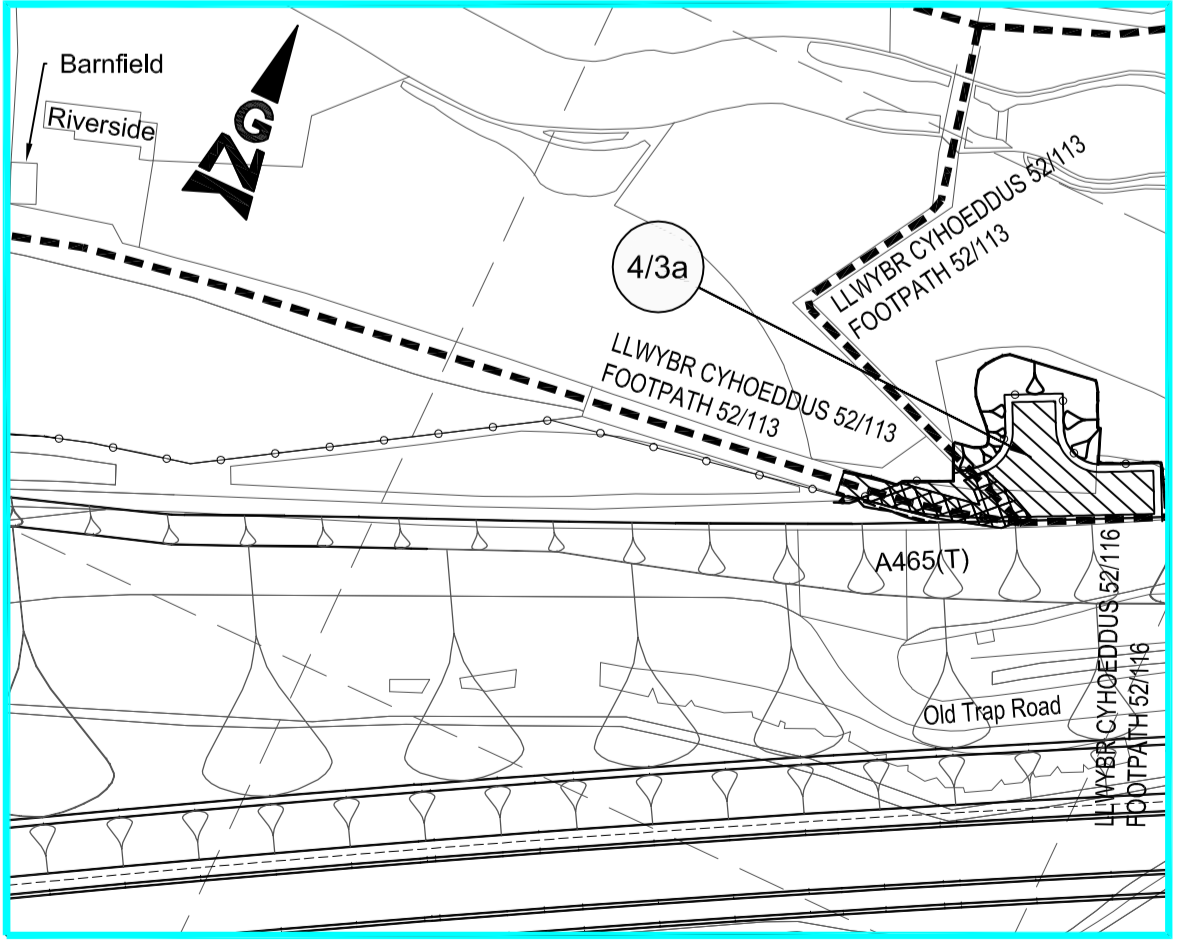 Barnfield
Riverside
NG
4/3a
LLWYBR CYHOEDDUS 52/113
FOOTPATH 52/113
LLWYBR CYHOEDDUS 52/113
FOOTPATH 52/113
A465(T)
Old Trap Road
LLWYBR CYHOEDDUS 52/116
FOOTPATH 52/116